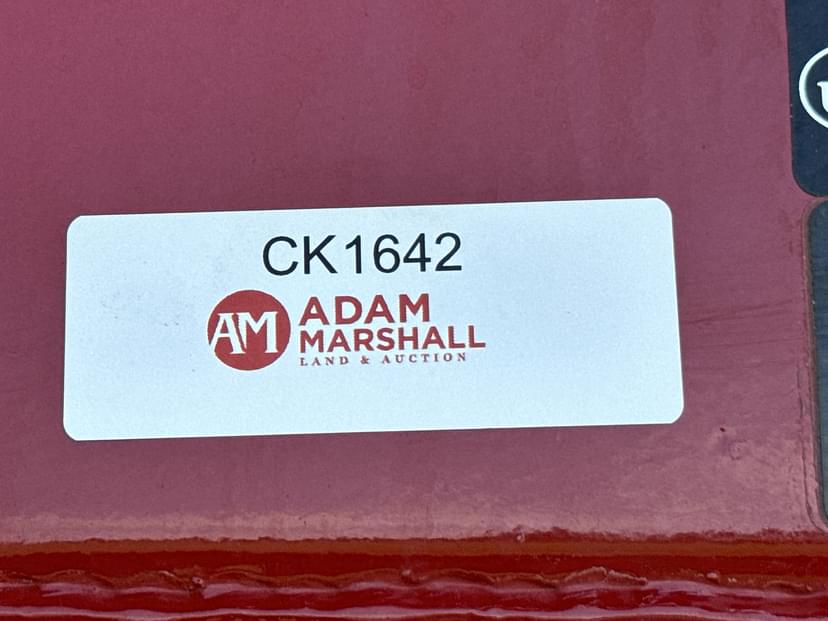 CK1642
AM
ADAM
MARSHALL
LAND & AUCTION